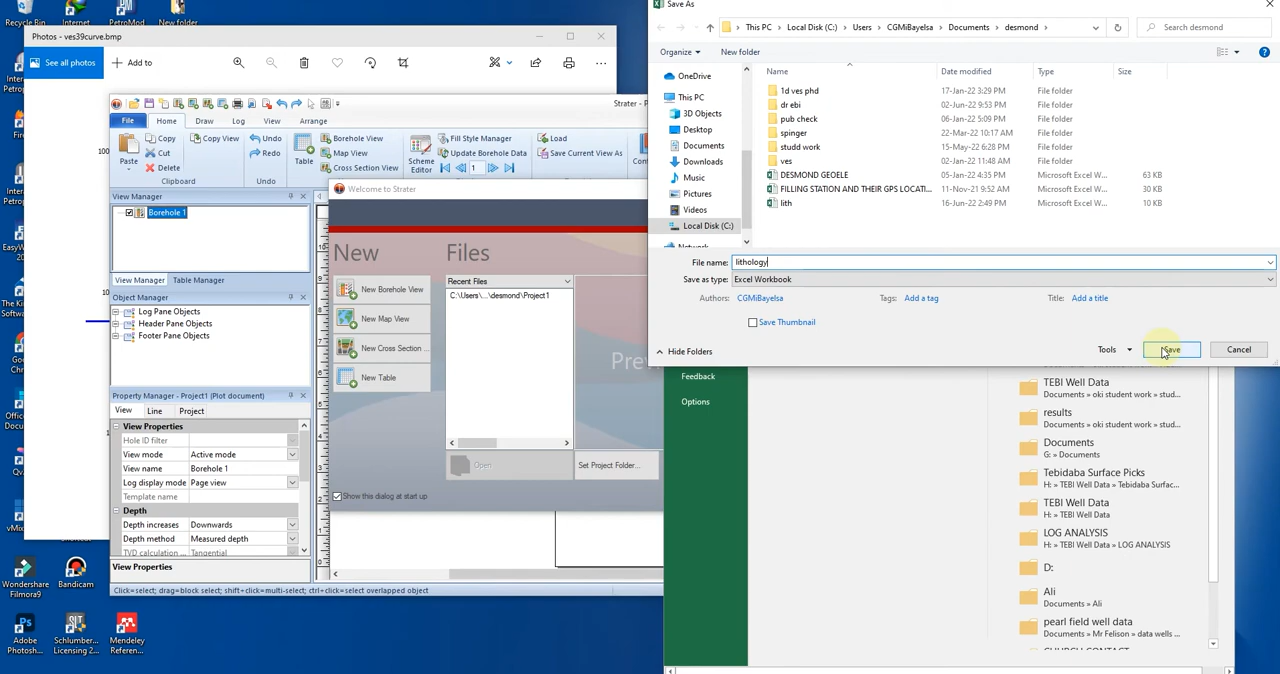 Recycle Bin
Internet
PetroMod
New folder
Photos - ves39curve.bmp
See all photos
Add to
Strater - P
File
Home
Draw
Log
View
Arrange
Paste
Copy
Cut
Delete
Clipboard
Copy View
Undo
Redo
Undo
Table
Borehole View
Map View
Cross Section View
Scheme
Editor
Fill Style Manager
Update Borehole Data
1
Load
Save Current View As
View Manager
Borehole 1
View Manager
Table Manager
Object Manager
Log Pane Objects
Header Pane Objects
Footer Pane Objects
Property Manager - Project1 (Plot document)
View
Line
Project
View Properties
Hole ID filter
View mode Active mode
View name Borehole 1
Log display mode Page view
Template name
Depth
Depth increases Downwards
Depth method Measured depth
TVD calculation ... Tangential
View Properties
Click=select; drag=block select; shift+click=multi-select; ctrl+click=select overlapped object
Welcome to Strater
New
New Borehole View
New Map View
New Cross Section ...
New Table
Files
Recent Files
C:\Users\...\desmond\Project1
Open
Set Project Folder...
Show this dialog at start up
Save As
This PC
Local Disk (C:)
Users
CGMiBayelsa
Documents
desmond
Search desmond
Organize
New folder
OneDrive
This PC
3D Objects
Desktop
Documents
Downloads
Music
Pictures
Videos
Local Disk (C:)
Network
Name Date modified Type Size
1d ves phd 17-Jan-22 3:29 PM File folder
dr ebi 02-Jun-22 9:53 PM File folder
pub check 06-Jan-22 3:09 PM File folder
spinger 22-Mar-22 10:17 AM File folder
studd work 15-May-22 6:28 PM File folder
ves 02-Jan-22 11:48 AM File folder
DESMOND GEOELE 05-Jan-22 4:35 PM Microsoft Excel W... 63 KB
FILLING STATION AND THEIR GPS LOCATI... 11-Nov-21 9:52 AM Microsoft Excel W... 30 KB
lith 16-Jun-22 2:49 PM Microsoft Excel W... 10 KB
File name: lithology
Save as type: Excel Workbook
Authors: CGMiBayelsa
Tags: Add a tag
Title: Add a title
Save Thumbnail
Hide Folders
Tools
Save
Cancel
Feedback
Options
TEBI Well Data
oki student work » stud...
results
oki student work » stud...
Documents
G: » Documents
Tebidaba Surface Picks
H: » TEBI Well Data » Tebidaba Surfac...
TEBI Well Data
H: » TEBI Well Data
LOG ANALYSIS
H: » TEBI Well Data » LOG ANALYSIS
D:
Ali
Documents » Ali
pearl field well data
Documents » Mr Felison » data wells ...
Wondershare
Filmora9
Bandicam
Adobe
Photosh...
Schlumber...
Licensing 2...
Mendeley
Referen...